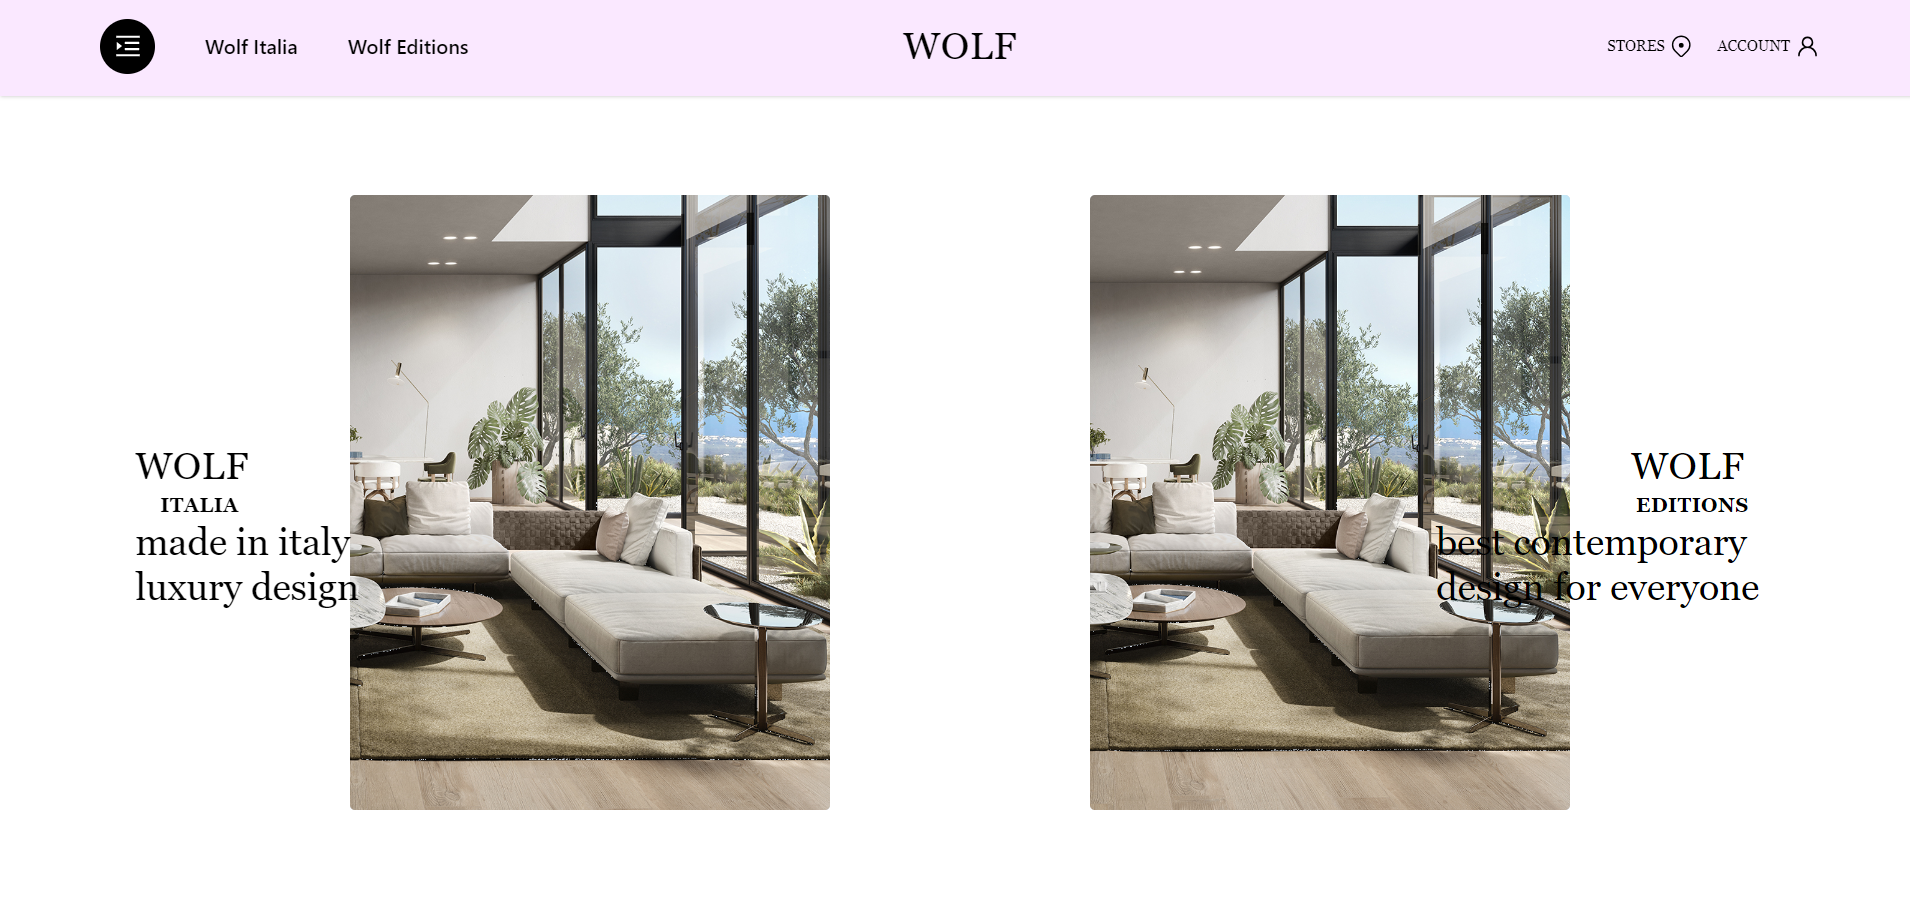 Wolf Italia
Wolf Editions
WOLF
STORES
ACCOUNT
WOLF
ITALIA
made in italy
luxury design
WOLF
EDITIONS
best contemporary
design for everyone